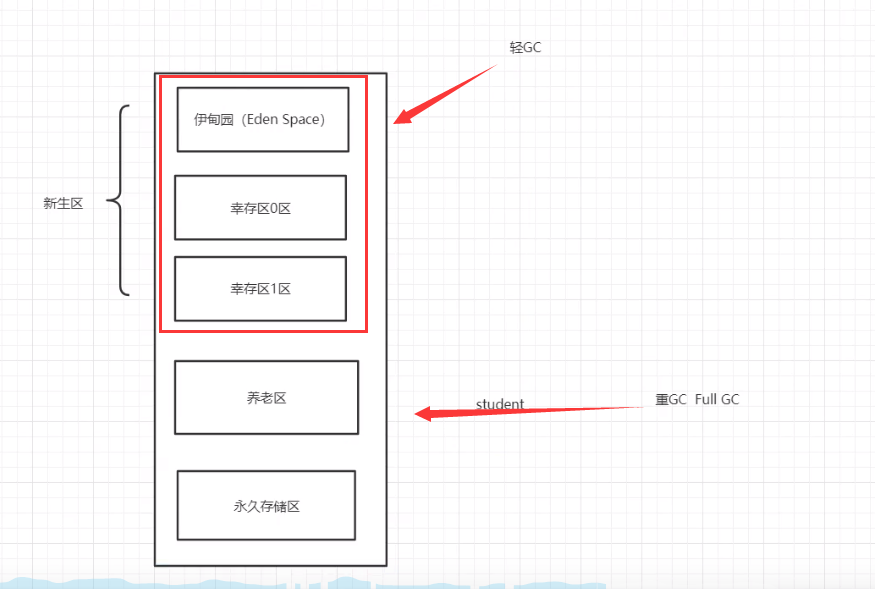 轻GC
伊甸园（Eden Space）
新生区
幸存区0区
幸存区1区
养老区
student
重GC Full GC
永久存储区